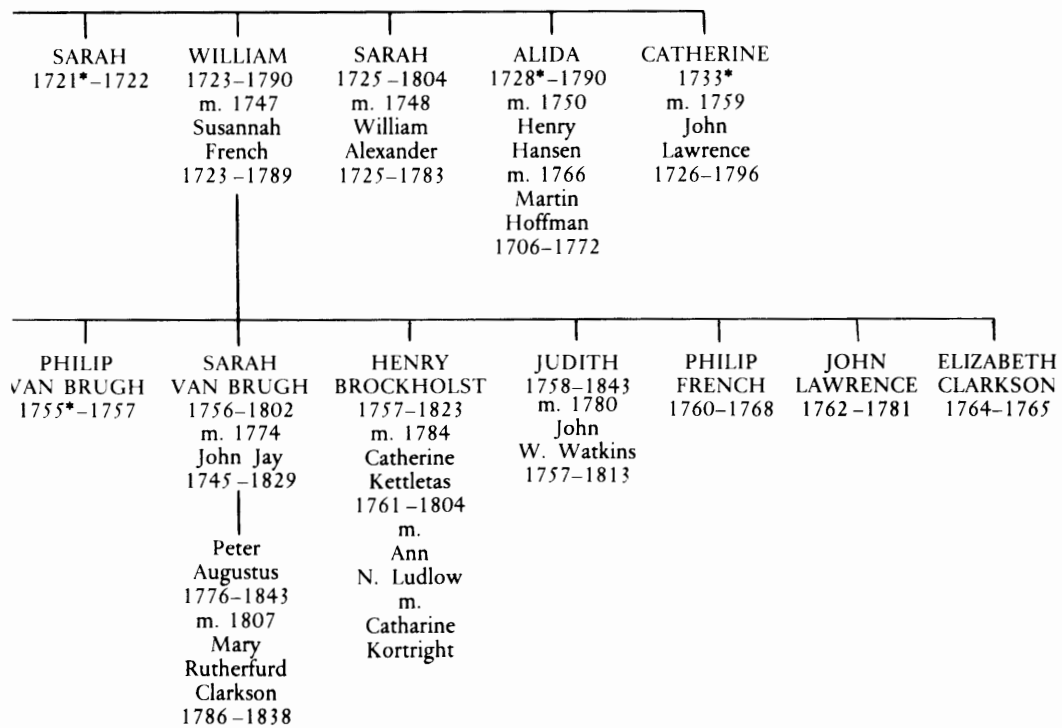 SARAH
1721*–1722
WILLIAM
1723–1790
m. 1747
Susannah
French
1723–1789
SARAH
1725–1804
m. 1748
William
Alexander
1725–1783
ALIDA
1728*–1790
m. 1750
Henry
Hansen
m. 1766
Martin
Hoffman
1706–1772
CATHERINE
1733*
m. 1759
John
Lawrence
1726–1796
PHILIP
VAN BRUGH
1755*–1757
SARAH
VAN BRUGH
1756–1802
m. 1774
John Jay
1745–1829
Peter
Augustus
1776–1843
m. 1807
Mary
Rutherfurd
Clarkson
1786–1838
HENRY
BROCKHOLST
1757–1823
m. 1784
Catherine
Kettletas
1761–1804
m.
Ann
N. Ludlow
m.
Catharine
Kortright
JUDITH
1758–1843
m. 1780
John
W. Watkins
1757–1813
PHILIP
FRENCH
1760–1768
JOHN
LAWRENCE
1762–1781
ELIZABETH
CLARKSON
1764–1765